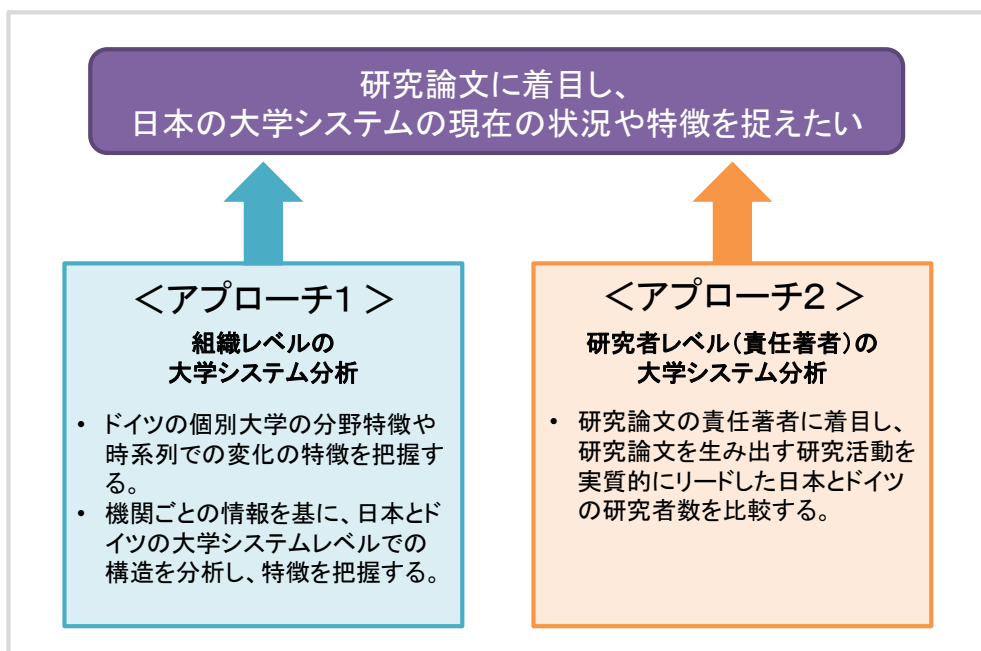 研究論文に着目し、
日本の大学システムの現在の状況や特徴を捉えたい
＜アプローチ1＞
組織レベルの
大学システム分析
• ドイツの個別大学の分野特徴や
時系列での変化の特徴を把握す
る。
• 機関ごとの情報を基に、日本とド
イツの大学システムレベルでの
構造を分析し、特徴を把握する。
＜アプローチ2＞
研究者レベル(責任著者)の
大学システム分析
• 研究論文の責任著者に着目し、
研究論文を生み出す研究活動を
実質的にリードした日本とドイツ
の研究者数を比較する。